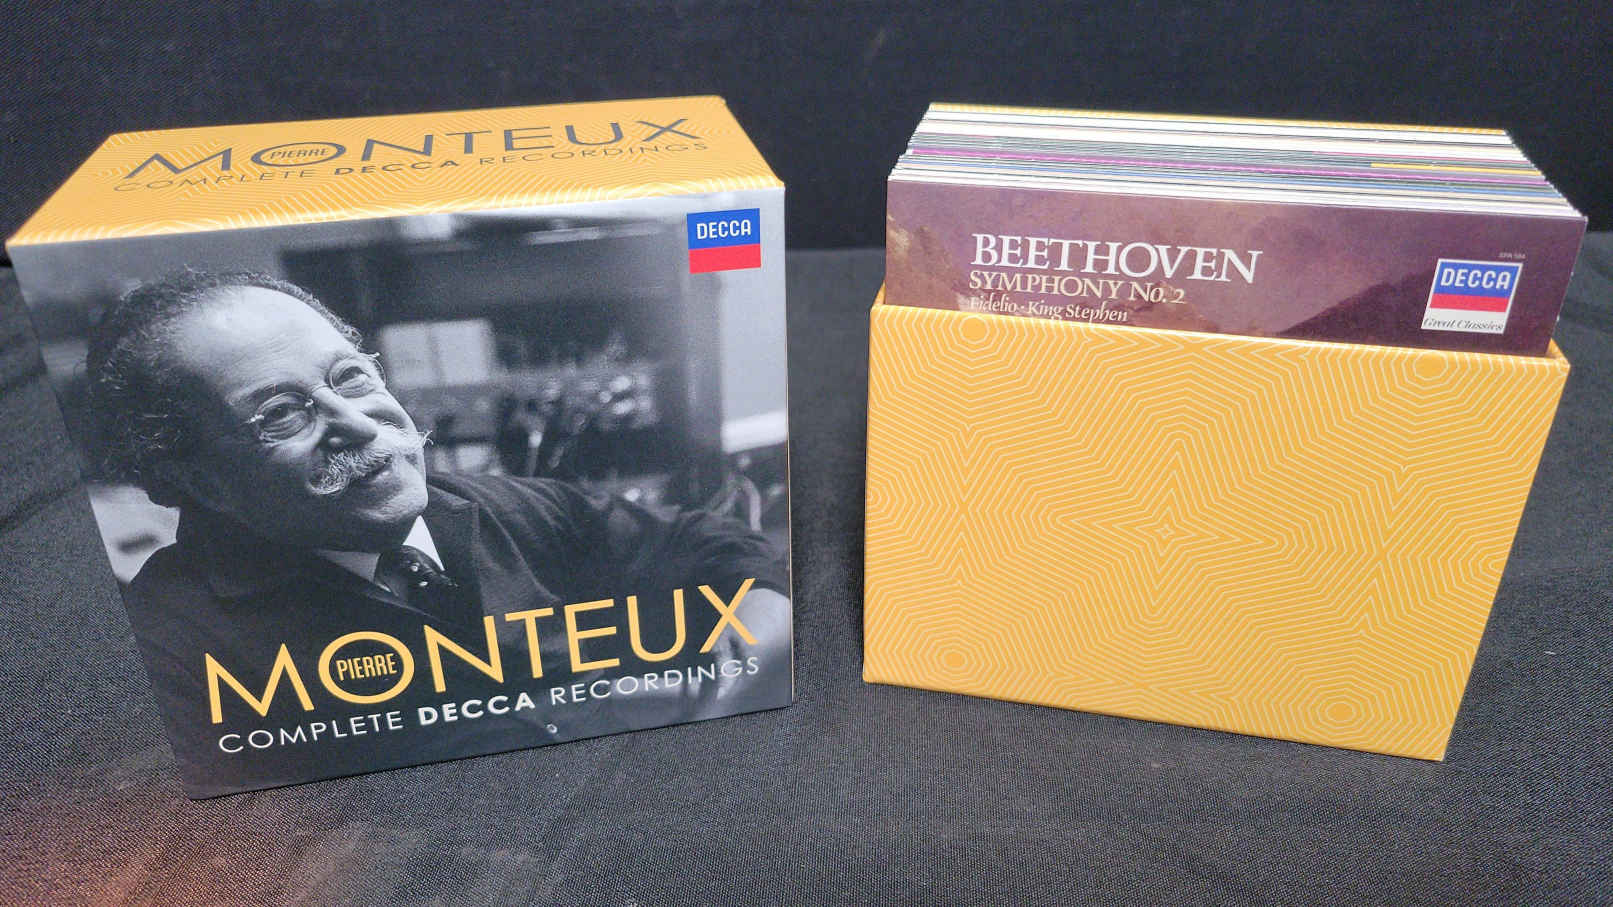 MONTEUX
PIERRE
COMPLETE DECCA RECORDINGS
DECCA
MONTEUX
PIERRE
COMPLETE DECCA RECORDINGS
BEETHOVEN
SYMPHONY No. 2
Fidelio · King Stephen
DECCA
Great Classics